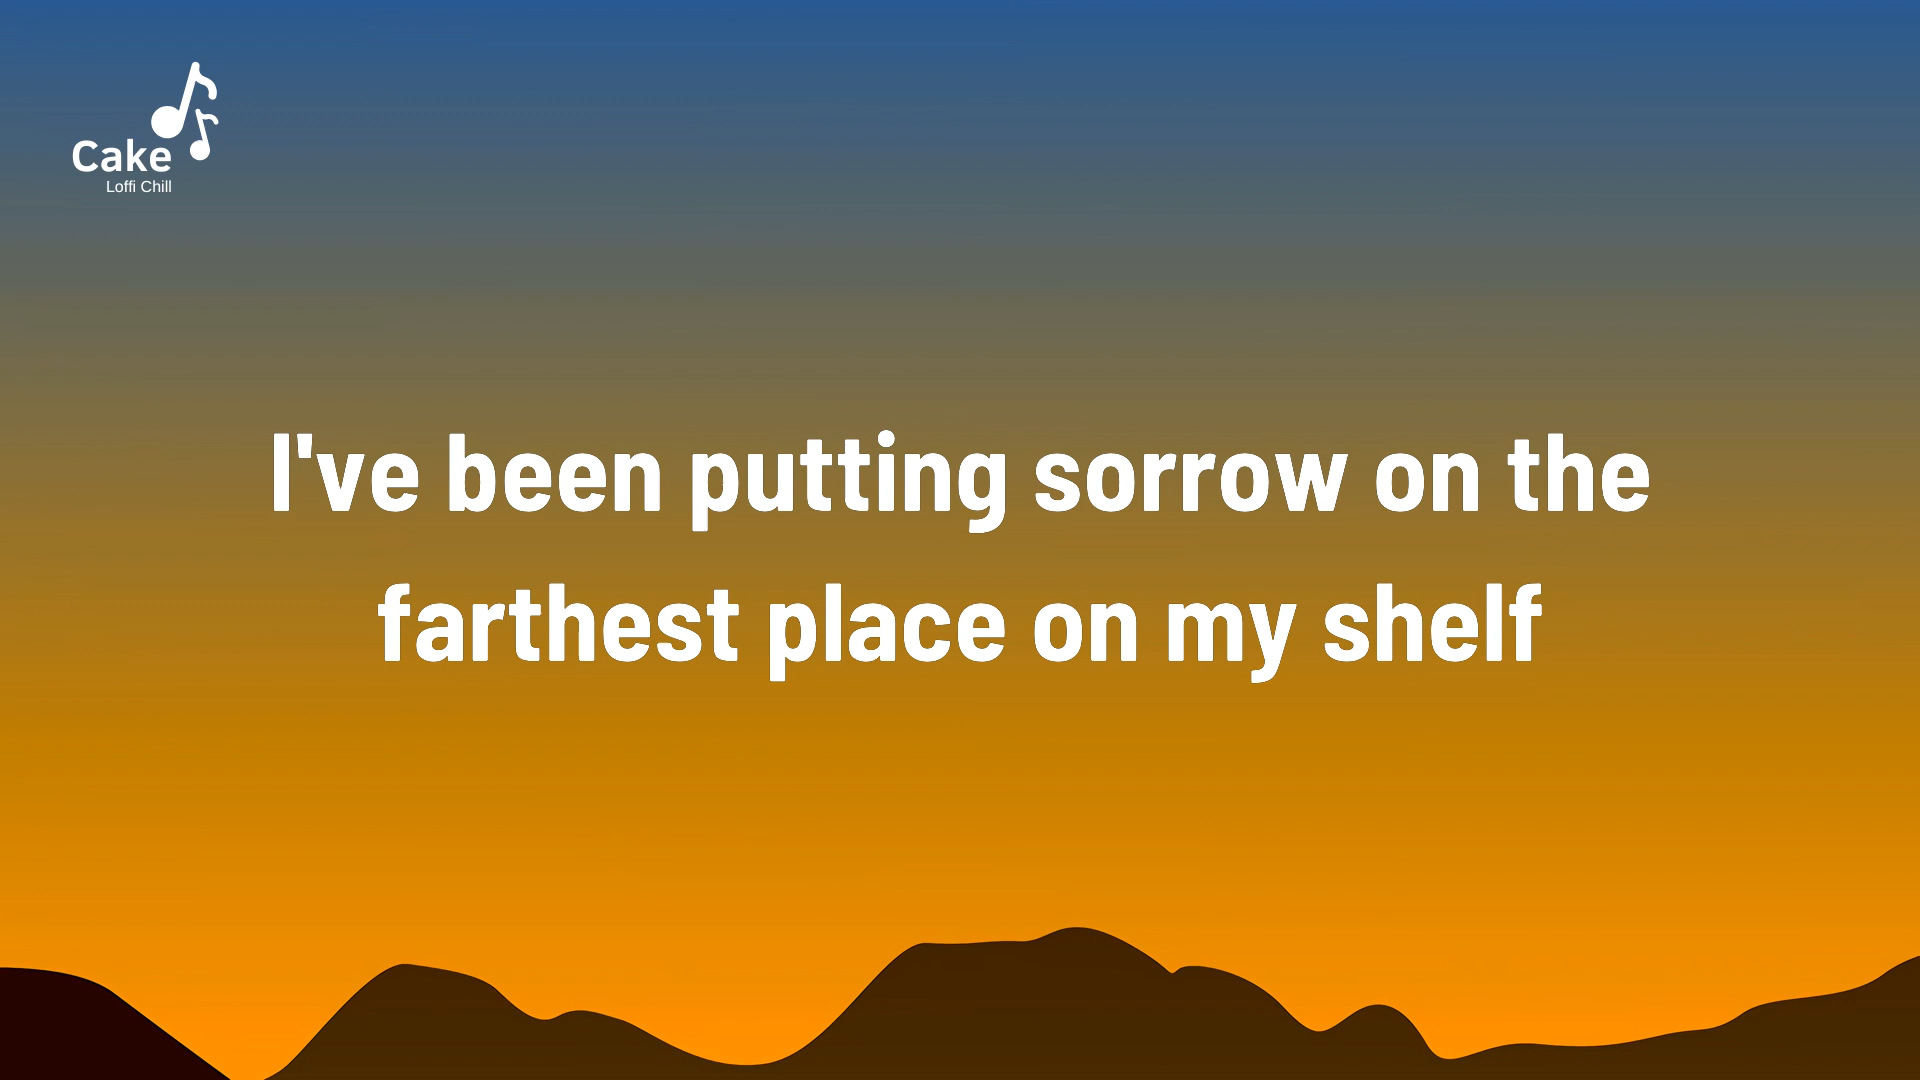 Cake
Loffi Chill
I've been putting sorrow on the
farthest place on my shelf